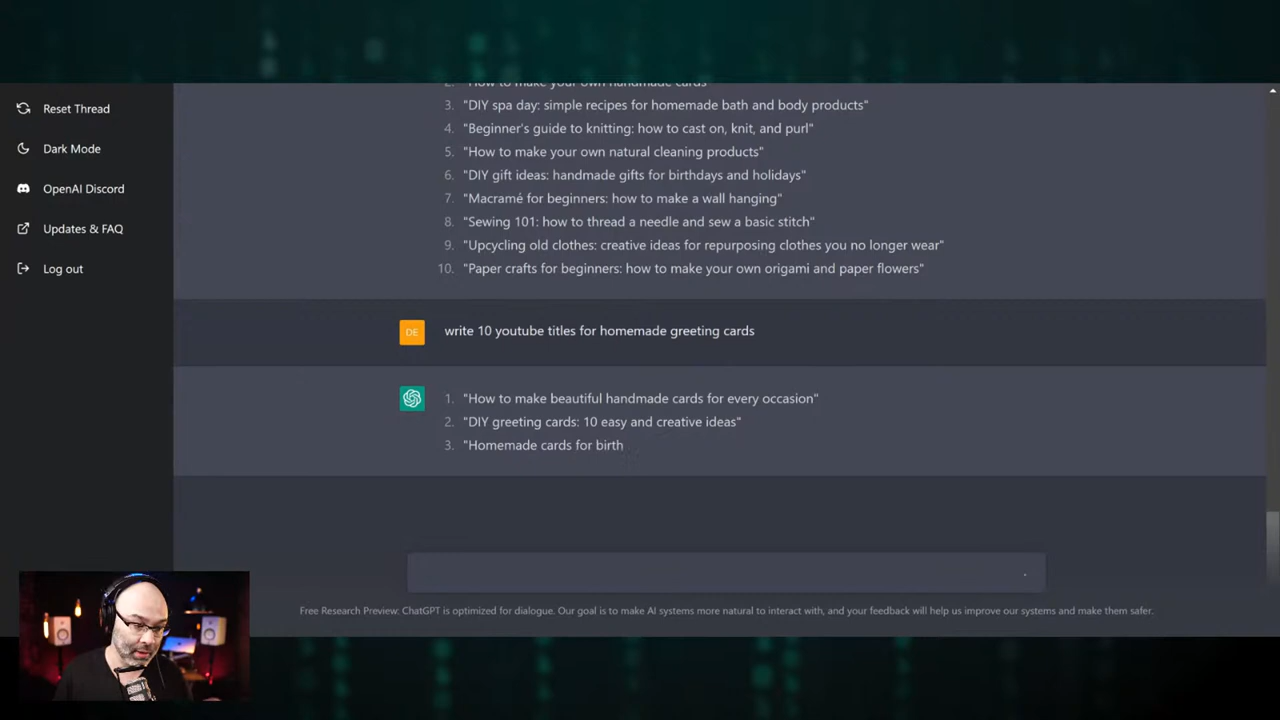 Reset Thread
Dark Mode
OpenAI Discord
Updates & FAQ
Log out
2. "How to make your own handmade cards"
3. "DIY spa day: simple recipes for homemade bath and body products"
4. "Beginner's guide to knitting: how to cast on, knit, and purl"
5. "How to make your own natural cleaning products"
6. "DIY gift ideas: handmade gifts for birthdays and holidays"
7. "Macramé for beginners: how to make a wall hanging"
8. "Sewing 101: how to thread a needle and sew a basic stitch"
9. "Upcycling old clothes: creative ideas for repurposing clothes you no longer wear"
10. "Paper crafts for beginners: how to make your own origami and paper flowers"
DE
write 10 youtube titles for homemade greeting cards
1. "How to make beautiful handmade cards for every occasion"
2. "DIY greeting cards: 10 easy and creative ideas"
3. "Homemade cards for birth
Free Research Preview: ChatGPT is optimized for dialogue. Our goal is to make AI systems more natural to interact with, and your feedback will help us improve our systems and make them safer.